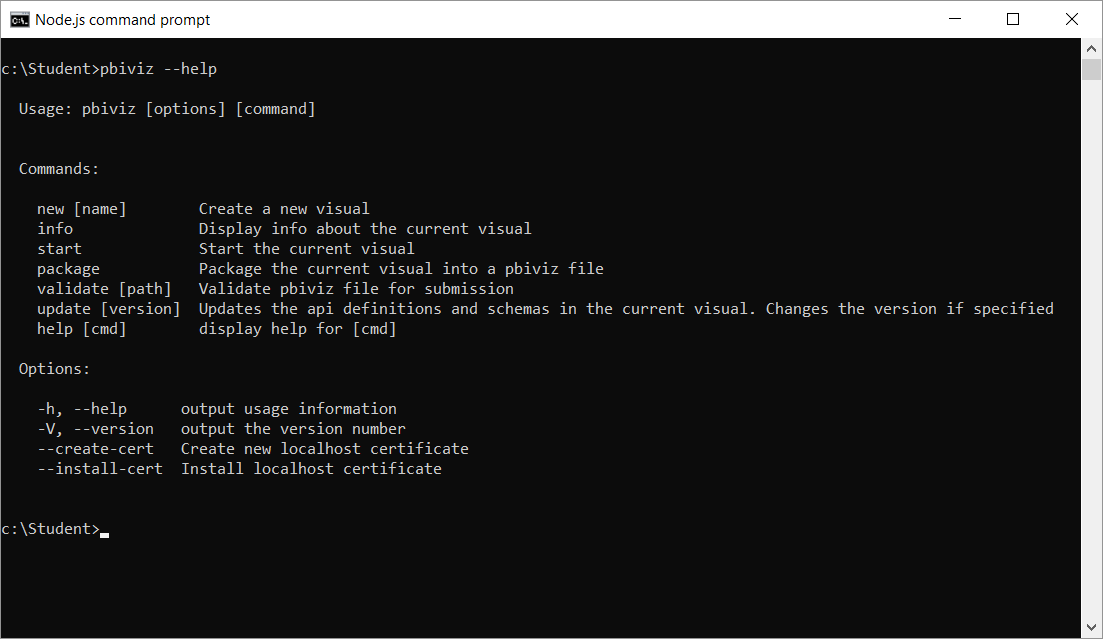 Node.js command prompt
c:\Student>pbiviz --help
Usage: pbiviz [options] [command]
Commands:
new [name] Create a new visual
info Display info about the current visual
start Start the current visual
package Package the current visual into a pbiviz file
validate [path] Validate pbiviz file for submission
update [version] Updates the api definitions and schemas in the current visual. Changes the version if specified
help [cmd] display help for [cmd]
Options:
-h, --help output usage information
-V, --version output the version number
--create-cert Create new localhost certificate
--install-cert Install localhost certificate
c:\Student>